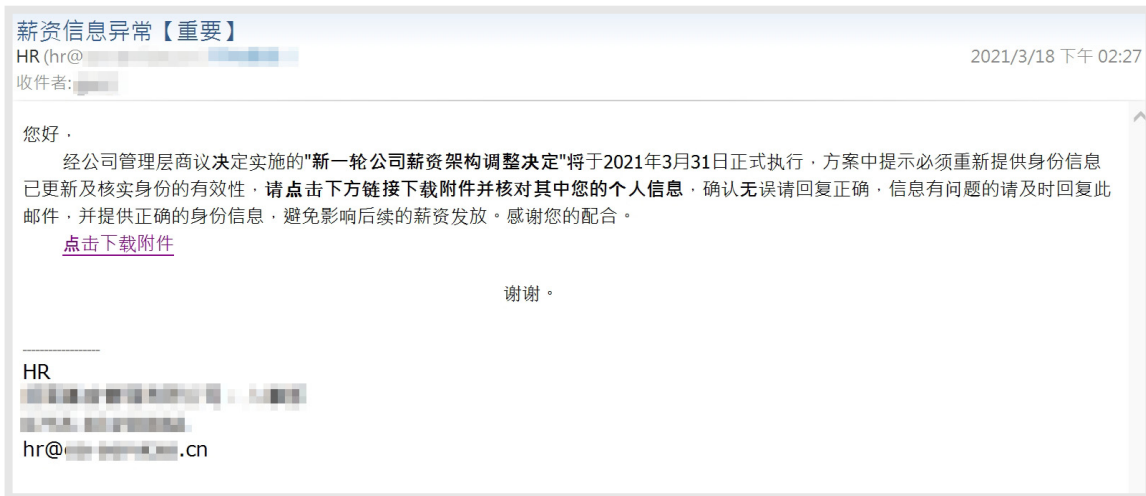 薪资信息异常【重要】
HR (hr@
2021/3/18 下午 02:27
收件者:
您好，
经公司管理层商议决定实施的"新一轮公司薪资架构调整决定"将于2021年3月31日正式执行，方案中提示必须重新提供身份信息
已更新及核实身份的有效性，请点击下方链接下载附件并核对其中您的个人信息，确认无误请回复正确，信息有问题的请及时回复此
邮件，并提供正确的身份信息，避免影响后续的薪资发放。感谢您的配合。
点击下载附件
谢谢。
------------------
HR
hr@ .cn